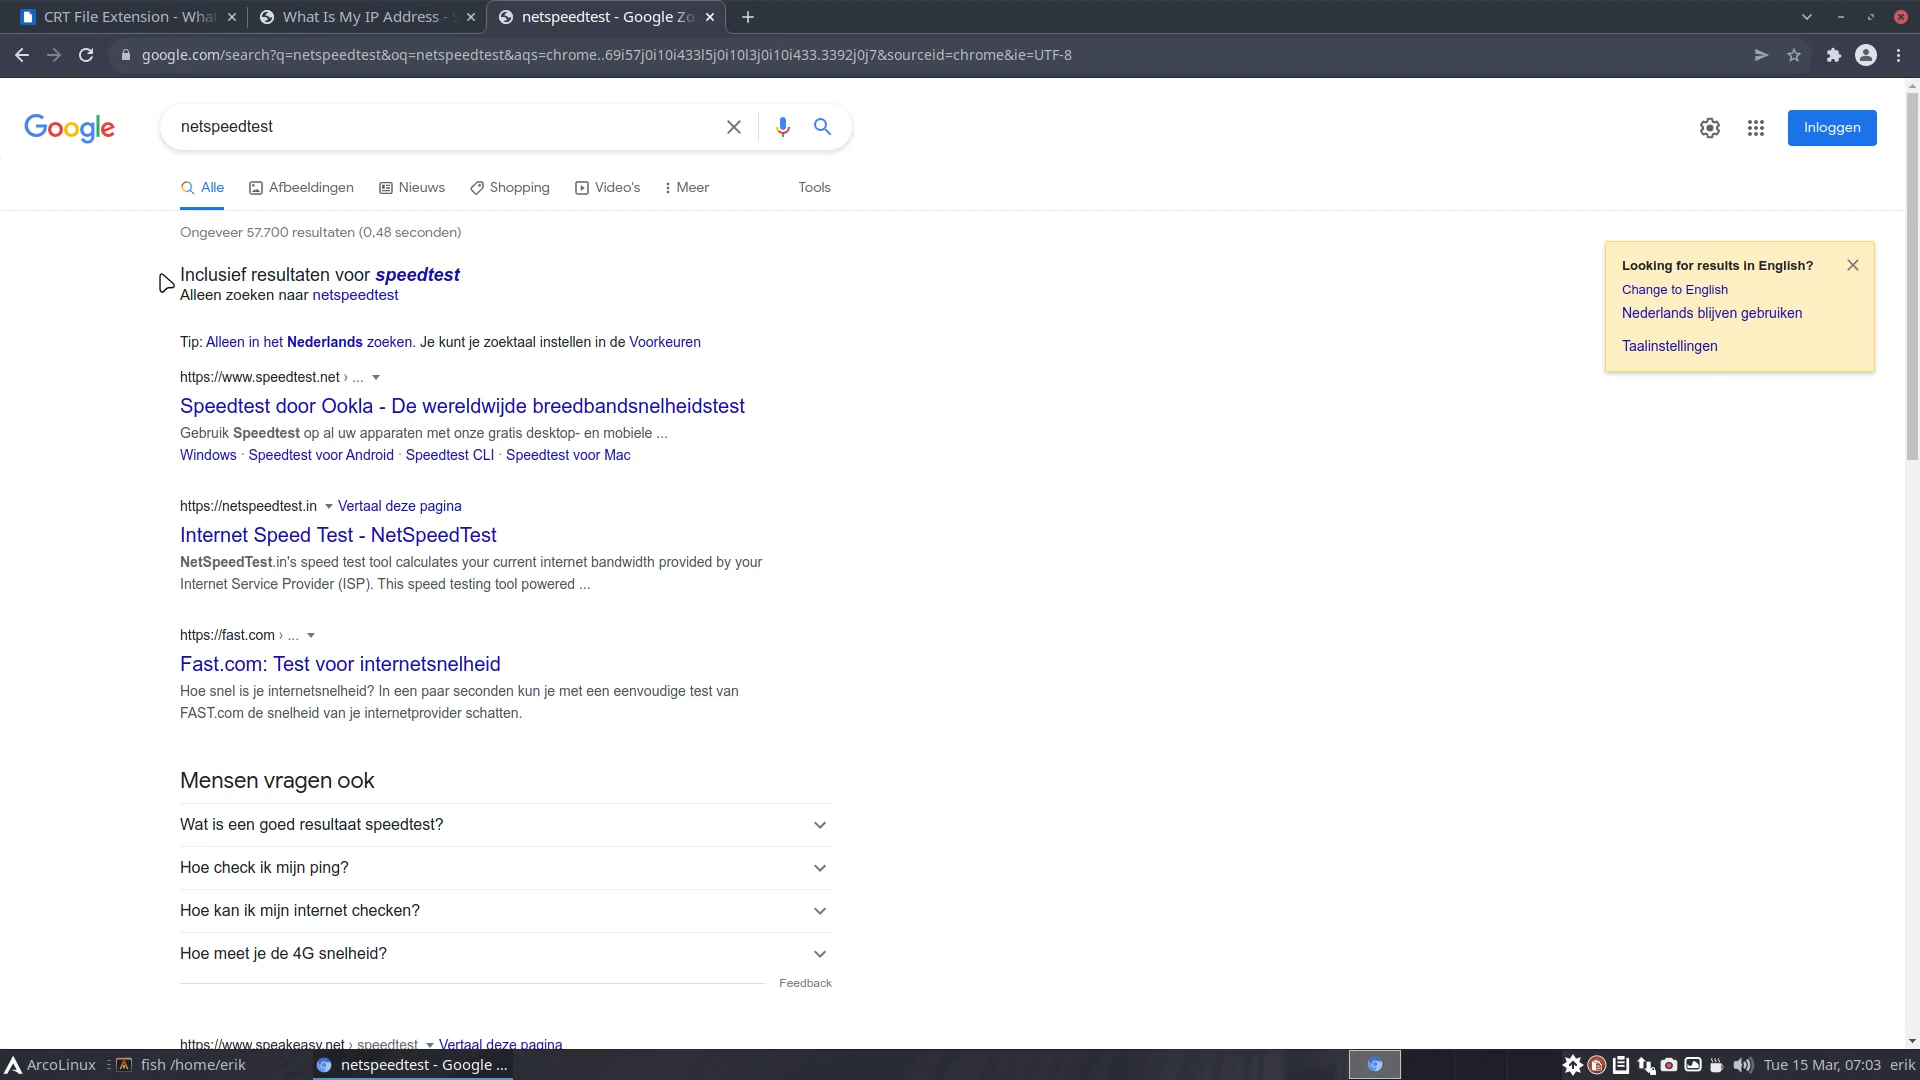 CRT File Extension - What
What Is My IP Address - S
netspeedtest - Google Zo
google.com/search?q=netspeedtest&oq=netspeedtest&aqs=chrome..69i57j0i10i433l5j0i10l3j0i10i433.3392j0j7&sourceid=chrome&ie=UTF-8
Google
netspeedtest
Inloggen
Alle
Afbeeldingen
Nieuws
Shopping
Video's
Meer
Tools
Ongeveer 57.700 resultaten (0,48 seconden)
Inclusief resultaten voor speedtest
Alleen zoeken naar netspeedtest
Looking for results in English?
Change to English
Nederlands blijven gebruiken
Taalinstellingen
Tip: Alleen in het Nederlands zoeken. Je kunt je zoektaal instellen in de Voorkeuren
https://www.speedtest.net › ...
Speedtest door Ookla - De wereldwijde breedbandsnelheidstest
Gebruik Speedtest op al uw apparaten met onze gratis desktop- en mobiele ...
Windows · Speedtest voor Android · Speedtest CLI · Speedtest voor Mac
https://netspeedtest.in Vertaal deze pagina
Internet Speed Test - NetSpeedTest
NetSpeedTest.in's speed test tool calculates your current internet bandwidth provided by your
Internet Service Provider (ISP). This speed testing tool powered ...
https://fast.com › ...
Fast.com: Test voor internetsnelheid
Hoe snel is je internetsnelheid? In een paar seconden kun je met een eenvoudige test van
FAST.com de snelheid van je internetprovider schatten.
Mensen vragen ook
Wat is een goed resultaat speedtest?
Hoe check ik mijn ping?
Hoe kan ik mijn internet checken?
Hoe meet je de 4G snelheid?
Feedback
https://www.speakeasy.net › speedtest Vertaal deze pagina
ArcoLinux
fish /home/erik
netspeedtest - Google ...
Tue 15 Mar, 07:03
erik